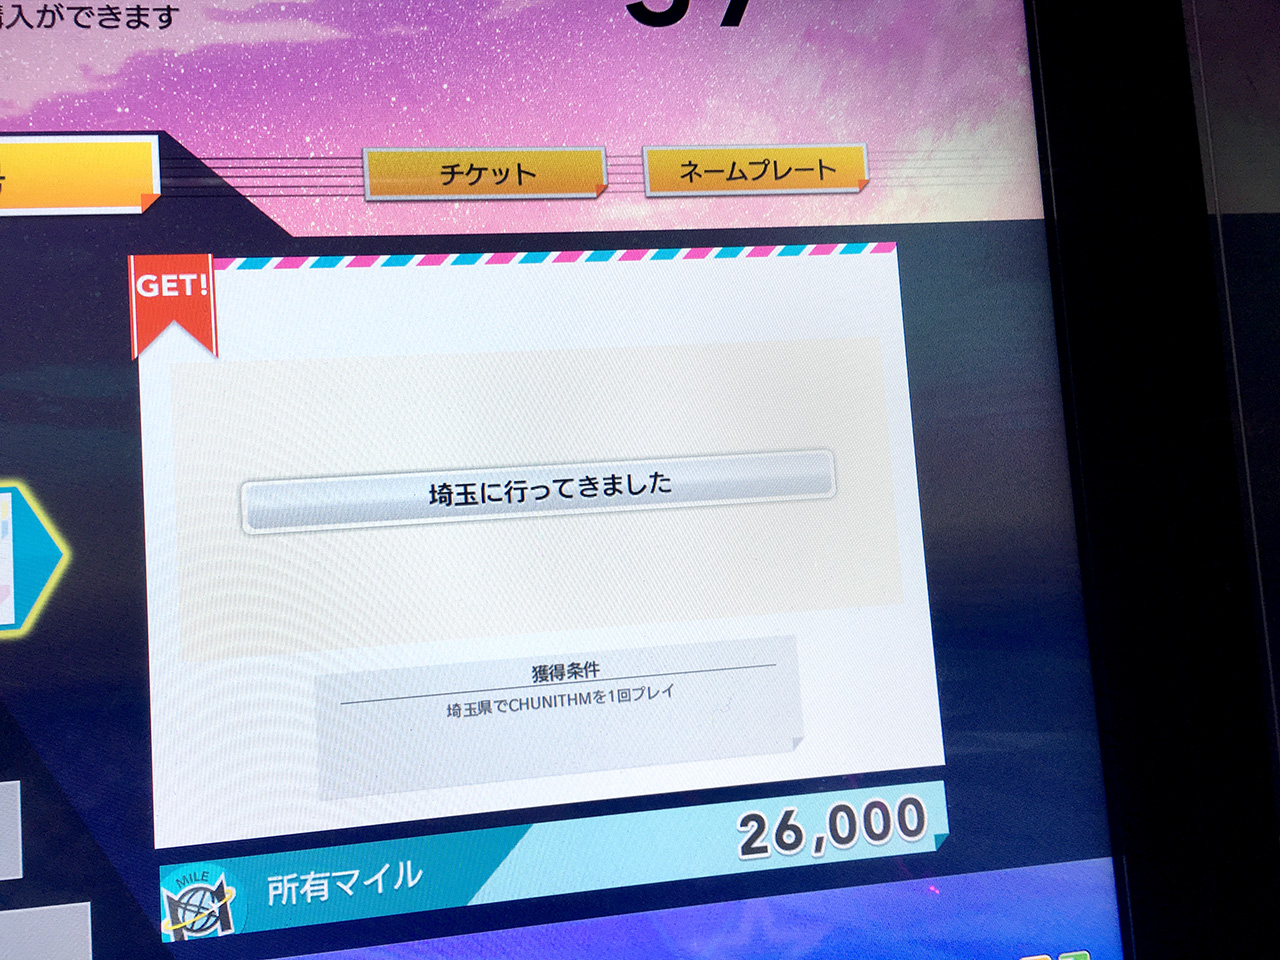 購入ができます
チケット
ネームプレート
GET!
埼玉に行ってきました
獲得条件
埼玉県でCHUNITHMを1回プレイ
MILE
所有マイル
26,000